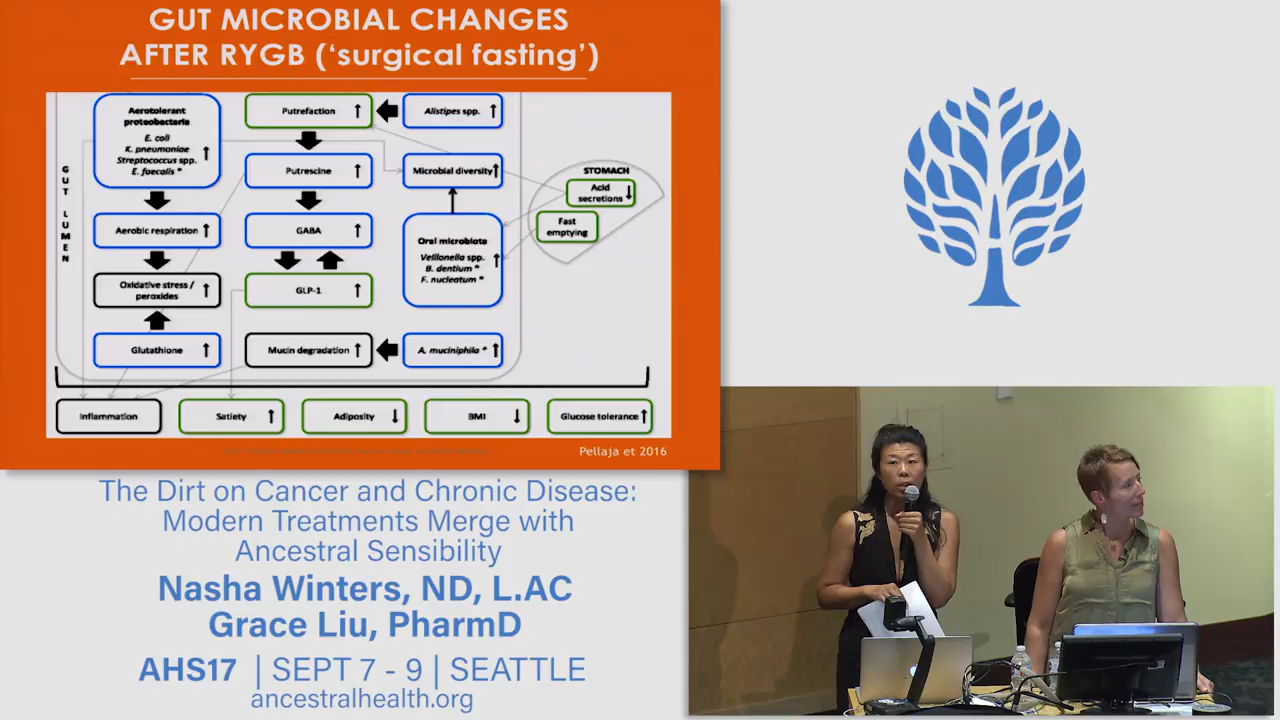 GUT MICROBIAL CHANGES
AFTER RYGB (‘surgical fasting’)
GUT LUMEN
Aerotolerant
proteobacteria
E. coli
K. pneumoniae
Streptococcus spp.
E. faecalis *
Aerobic respiration
Oxidative stress /
peroxides
Glutathione
Putrefaction
Putrescine
GABA
GLP-1
Mucin degradation
Alistipes spp.
Microbial diversity
Oral microbiota
Veillonella spp.
B. dentium *
F. nucleatum *
A. muciniphila *
STOMACH
Acid
secretions
Fast
emptying
Inflammation
Satiety
Adiposity
BMI
Glucose tolerance
Pellaja et 2016
The Dirt on Cancer and Chronic Disease:
Modern Treatments Merge with
Ancestral Sensibility
Nasha Winters, ND, L.AC
Grace Liu, PharmD
AHS17 | SEPT 7 - 9 | SEATTLE
ancestralhealth.org